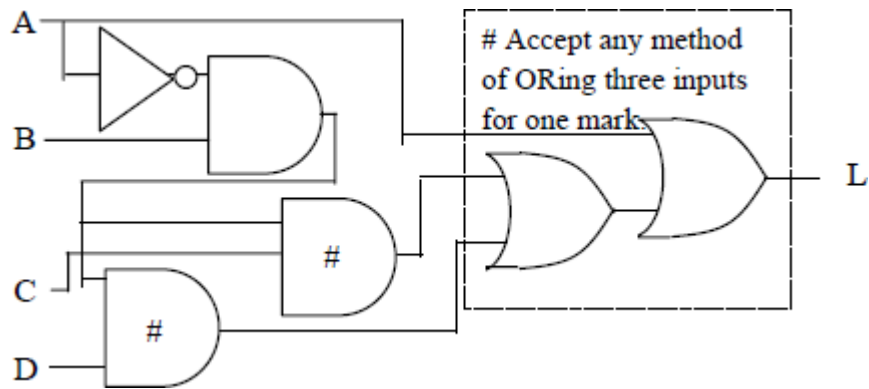 A
# Accept any method
of ORing three inputs
for one mark.
B
L
#
C
#
D